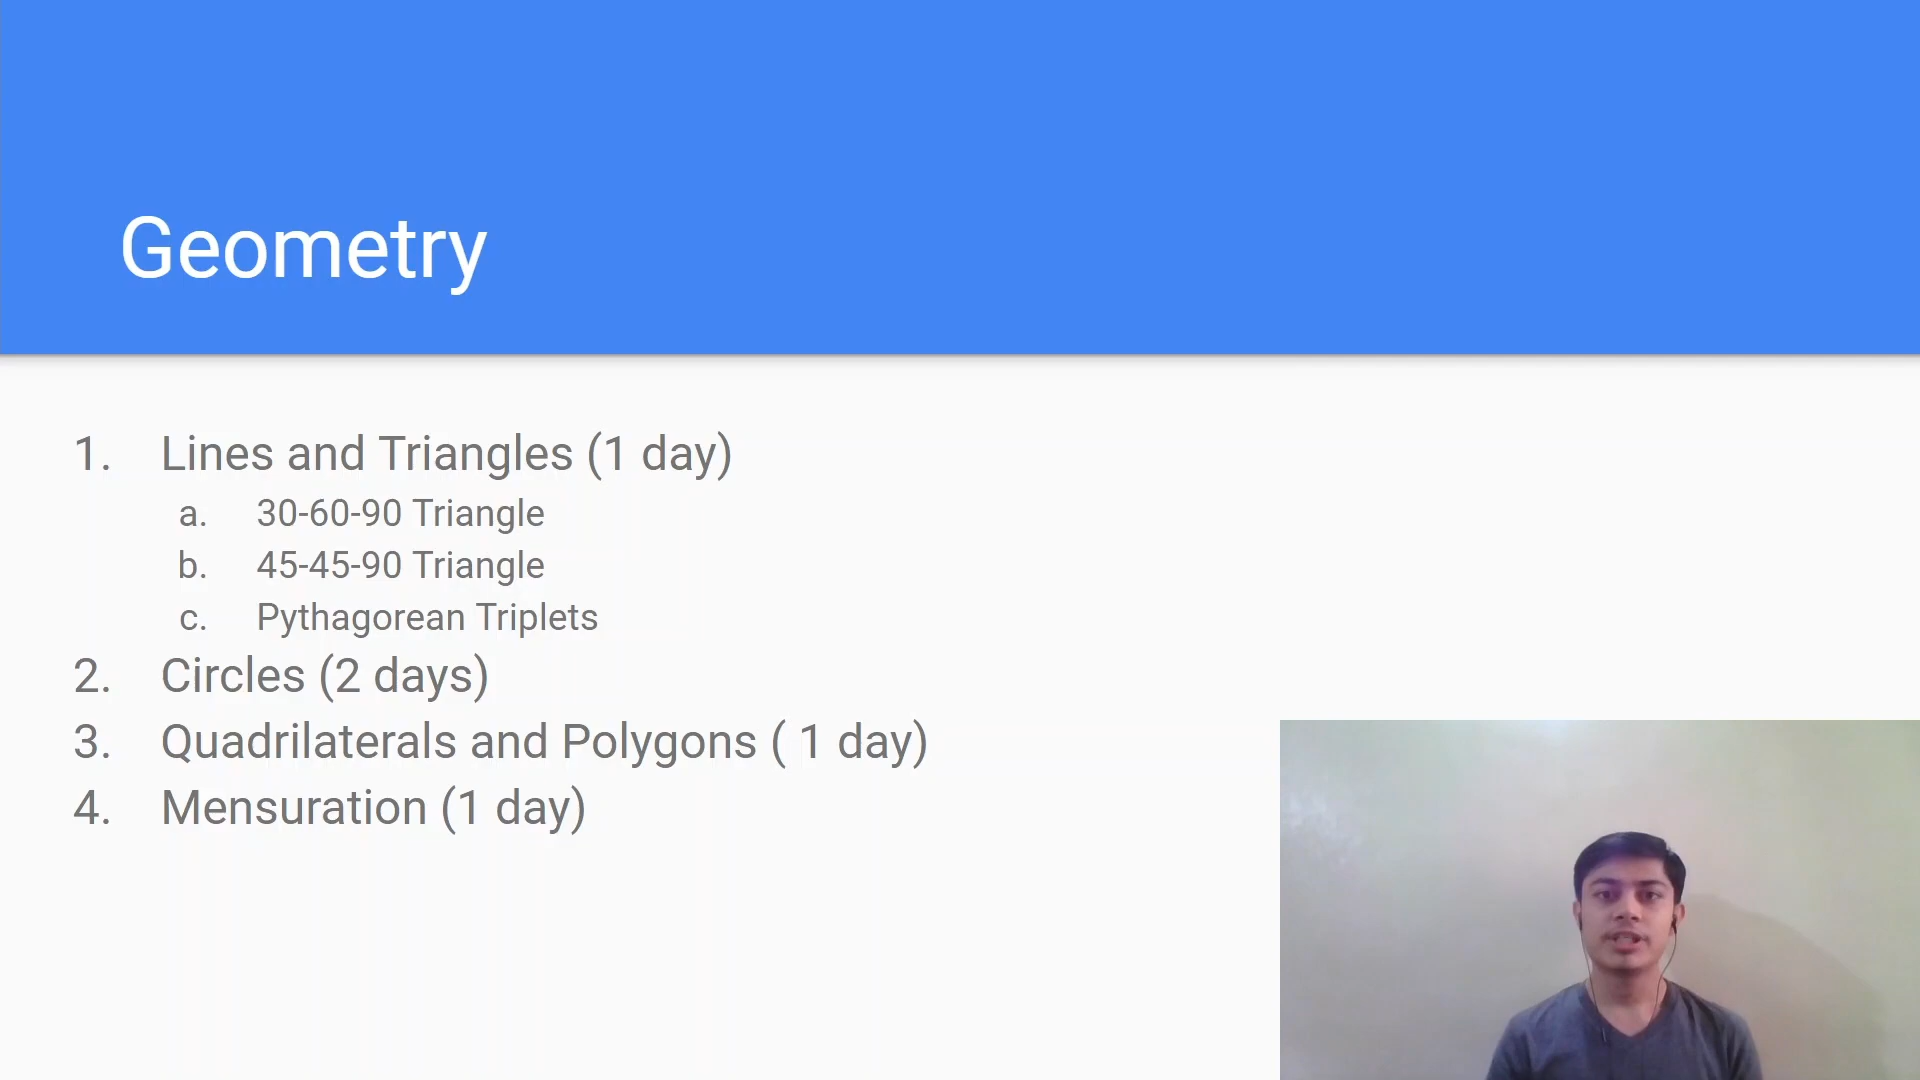 Geometry
1. Lines and Triangles (1 day)
a. 30-60-90 Triangle
b. 45-45-90 Triangle
c. Pythagorean Triplets
2. Circles (2 days)
3. Quadrilaterals and Polygons ( 1 day)
4. Mensuration (1 day)